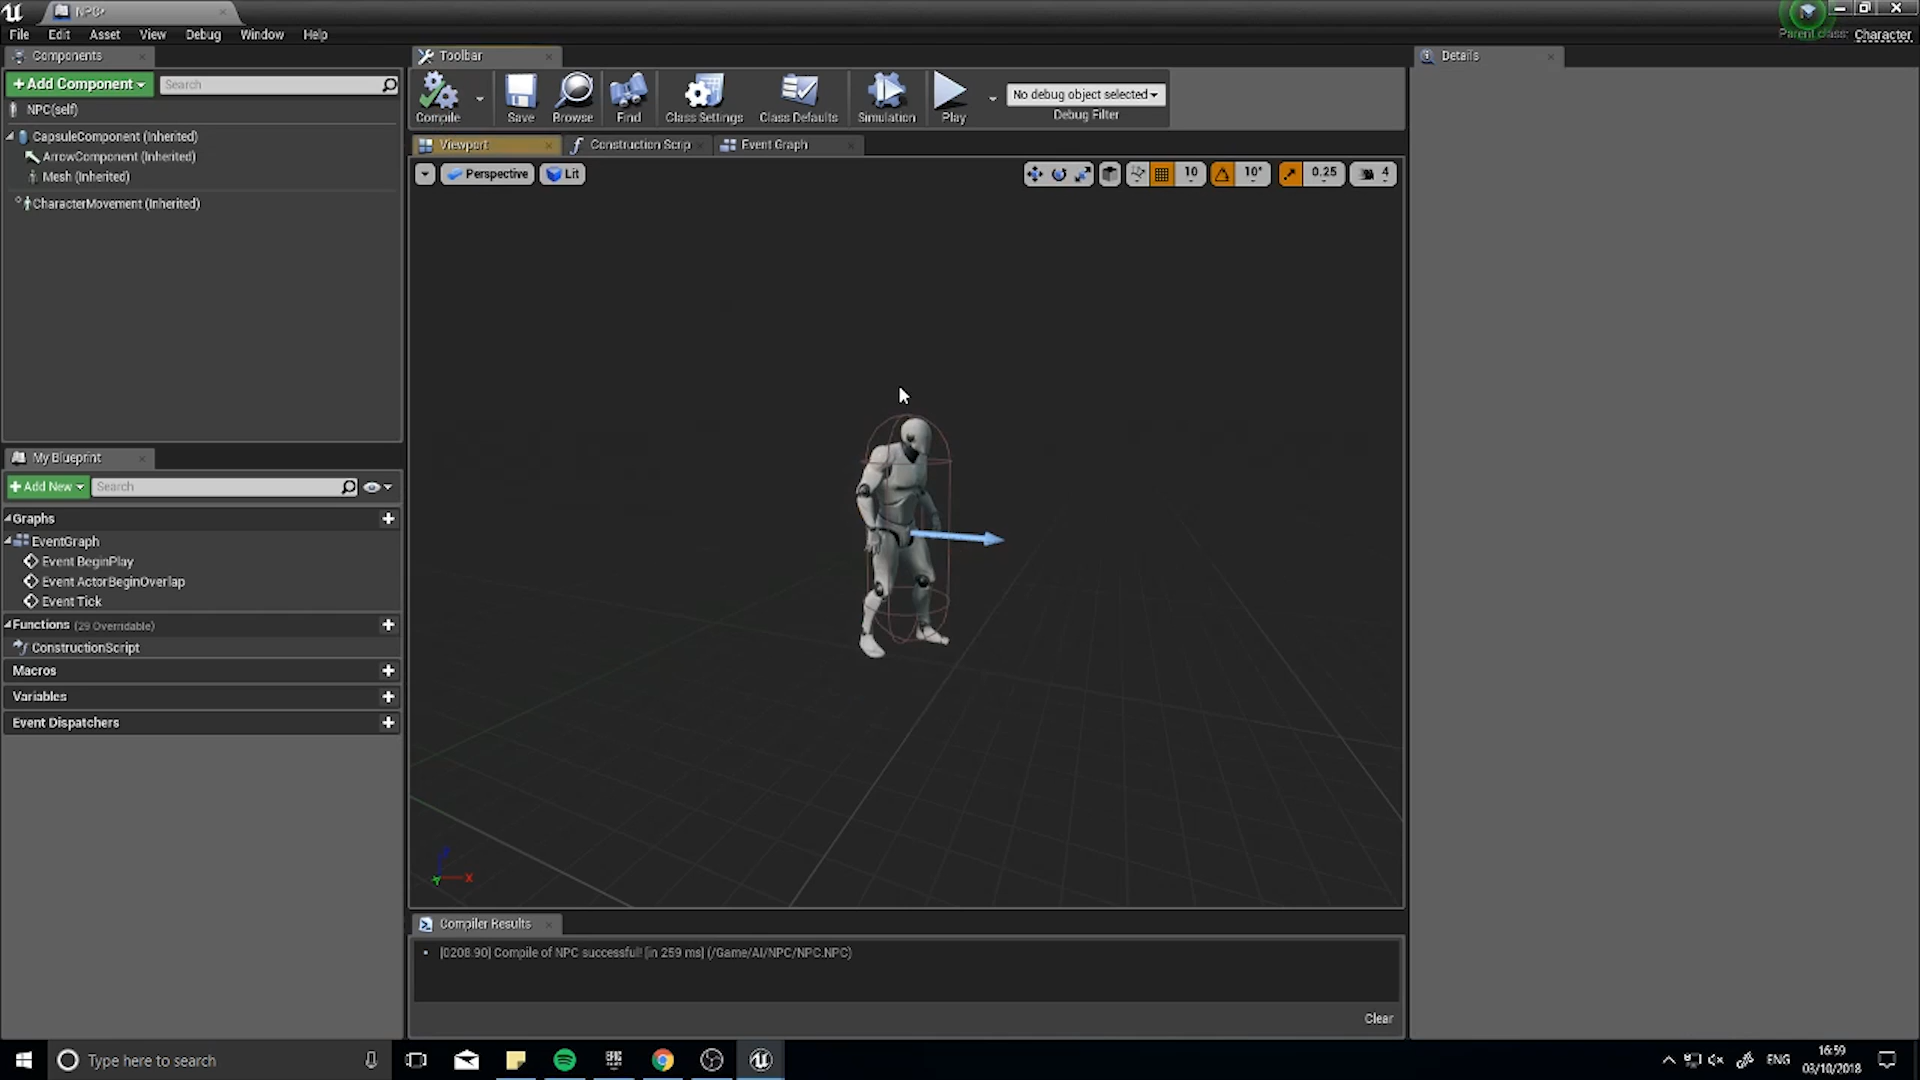 NPC*
File Edit Asset View Debug Window Help
Parent class: Character
Components
+ Add Component
Search
NPC(self)
CapsuleComponent (Inherited)
ArrowComponent (Inherited)
Mesh (Inherited)
CharacterMovement (Inherited)
My Blueprint
+ Add New
Search
Graphs
EventGraph
Event BeginPlay
Event ActorBeginOverlap
Event Tick
Functions (29 Overridable)
ConstructionScript
Macros
Variables
Event Dispatchers
Toolbar
Compile Save Browse Find Class Settings Class Defaults Simulation Play
No debug object selected
Debug Filter
Viewport Construction Scrip Event Graph
Perspective Lit
10 10° 0.25 4
X
Compiler Results
[0208.90] Compile of NPC successful! [in 259 ms] (/Game/AI/NPC/NPC.NPC)
Clear
Details
Type here to search
EPIC
ENG
16:59
03/10/2018